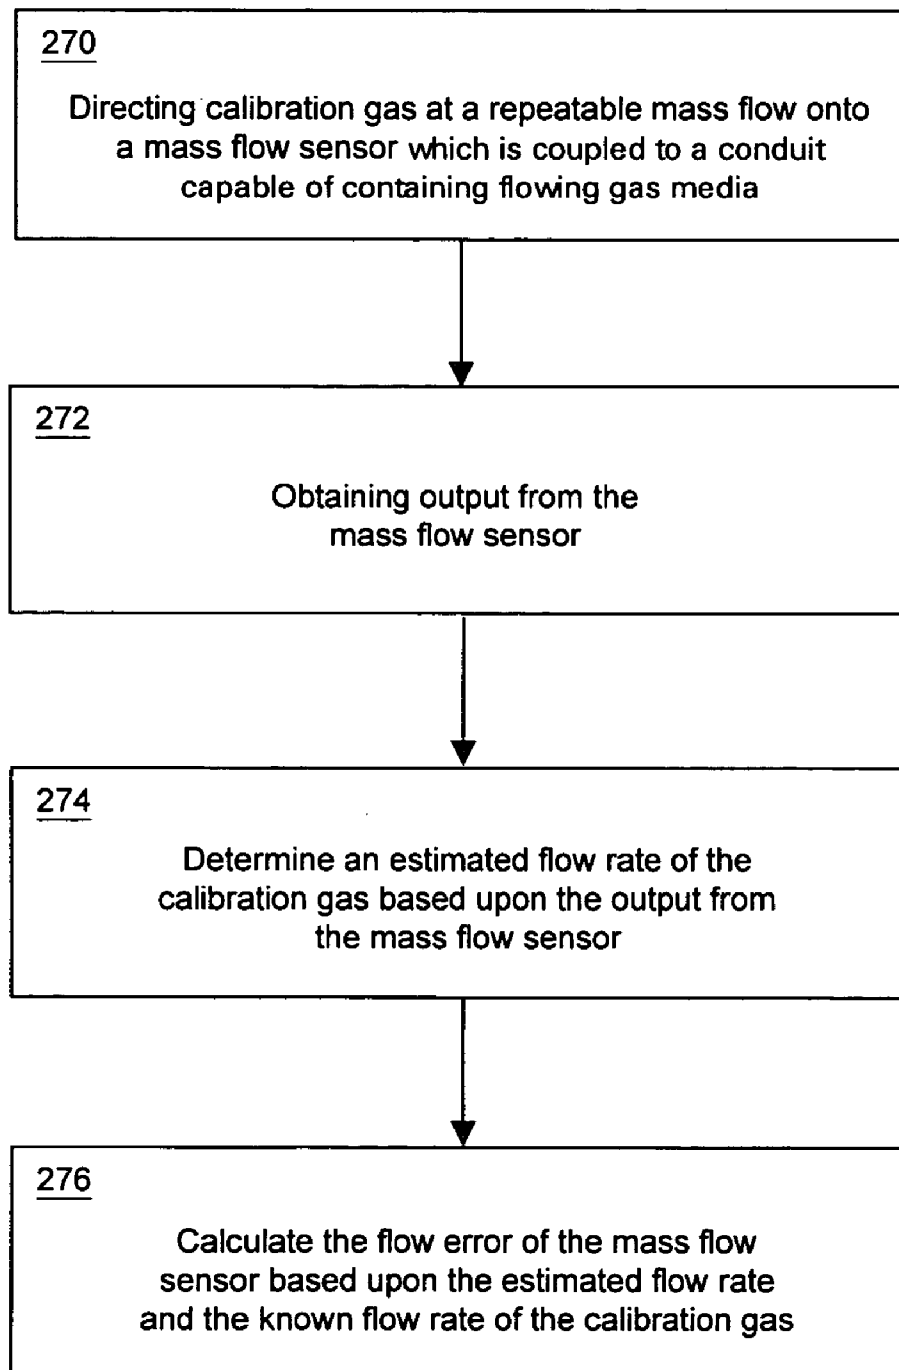 270
Directing calibration gas at a repeatable mass flow onto
a mass flow sensor which is coupled to a conduit
capable of containing flowing gas media
272
Obtaining output from the
mass flow sensor
274
Determine an estimated flow rate of the
calibration gas based upon the output from
the mass flow sensor
276
Calculate the flow error of the mass flow
sensor based upon the estimated flow rate
and the known flow rate of the calibration gas